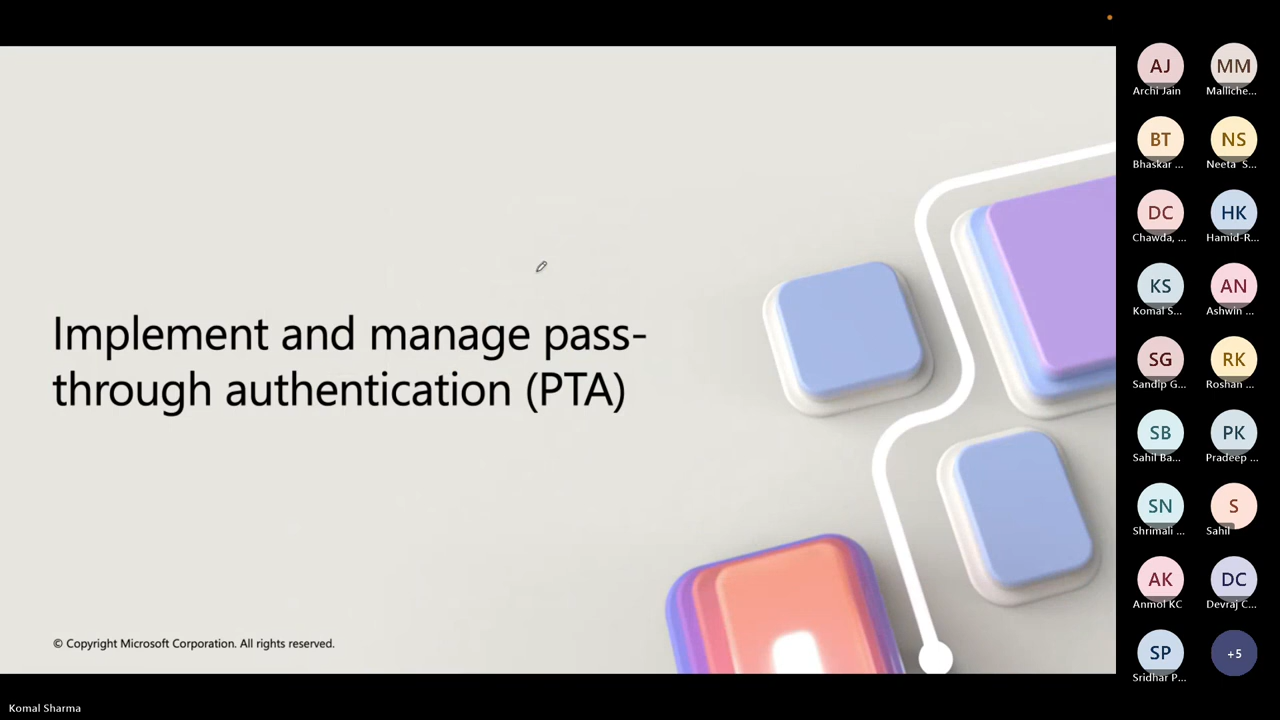 Implement and manage pass-
through authentication (PTA)
© Copyright Microsoft Corporation. All rights reserved.
Komal Sharma
AJ
Archi Jain
MM
Malliche...
BT
Bhaskar ...
NS
Neeta S...
DC
Chawda, ...
HK
Hamid-R...
KS
Komal S...
AN
Ashwin ...
SG
Sandip G...
RK
Roshan ...
SB
Sahil Ba...
PK
Pradeep ...
SN
Shrimali ...
S
Sahil
AK
Anmol KC
DC
Devraj C...
SP
Sridhar P...
+5